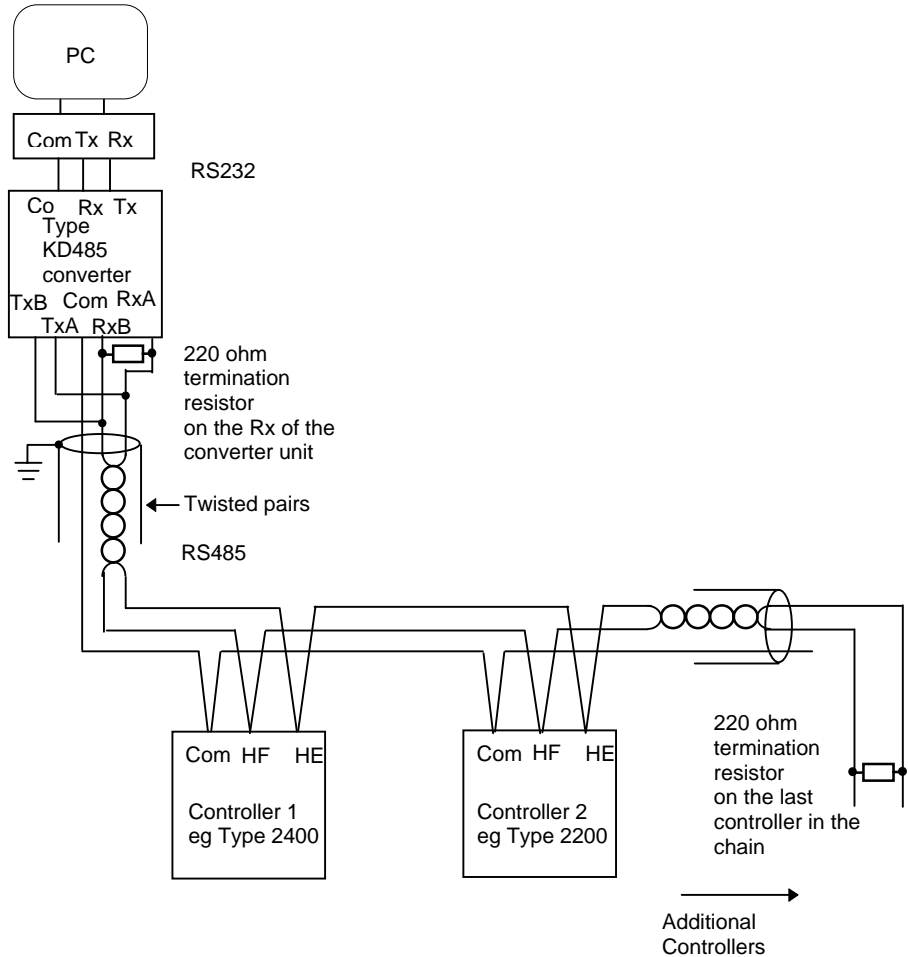 PC
Com Tx Rx
RS232
Co Rx Tx
Type
KD485
converter
TxB Com RxA
TxA RxB
220 ohm
termination
resistor
on the Rx of the
converter unit
Twisted pairs
RS485
Com HF HE
Controller 1
eg Type 2400
Com HF HE
Controller 2
eg Type 2200
220 ohm
termination
resistor
on the last
controller in the
chain
Additional
Controllers